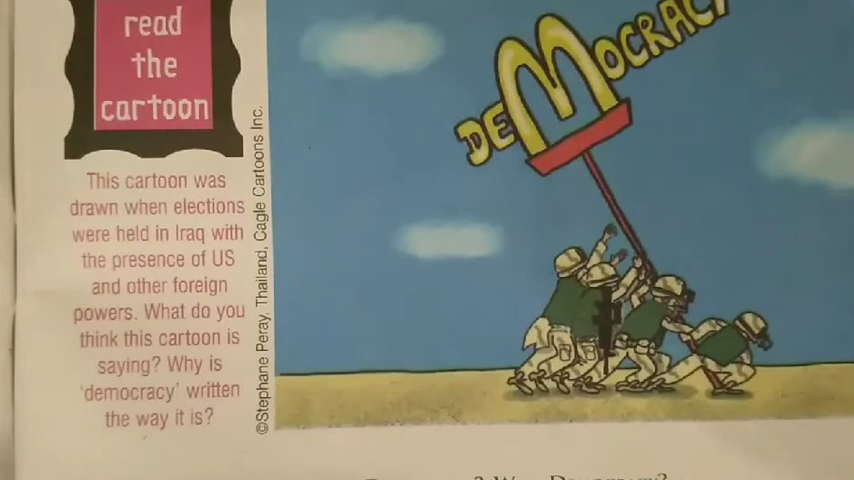 read
the
cartoon
This cartoon was
drawn when elections
were held in Iraq with
the presence of US
and other foreign
powers. What do you
think this cartoon is
saying? Why is
'democracy' written
the way it is?
©Stephane Peray, Thailand, Cagle Cartoons Inc.
DEMOCRACY